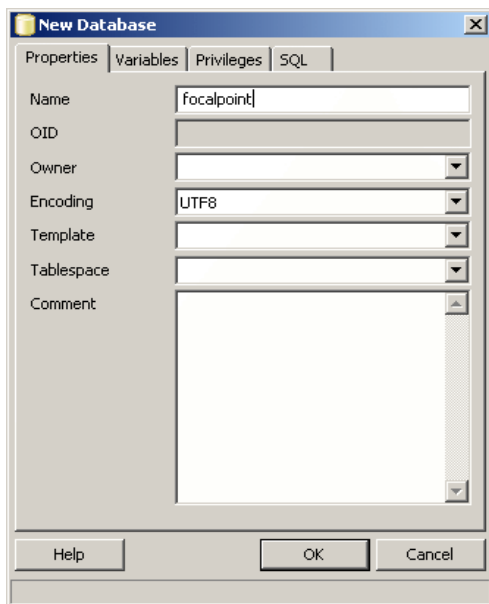 New Database
Properties Variables Privileges SQL
Name focalpoint
OID
Owner
Encoding UTF8
Template
Tablespace
Comment
Help OK Cancel